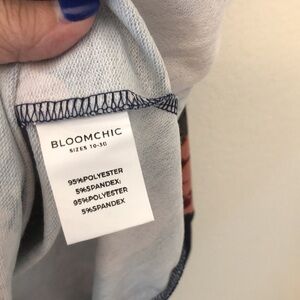 BLOOMCHIC
SIZES 10-30
95%POLYESTER
5%SPANDEX;
95%POLYESTER
5%SPANDEX